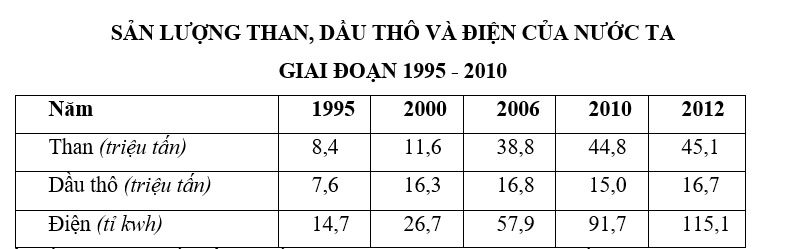 SẢN LƯỢNG THAN, DẦU THÔ VÀ ĐIỆN CỦA NƯỚC TA
GIAI ĐOẠN 1995 - 2010
Năm 1995 2000 2006 2010 2012
Than (triệu tấn) 8,4 11,6 38,8 44,8 45,1
Dầu thô (triệu tấn) 7,6 16,3 16,8 15,0 16,7
Điện (tỉ kwh) 14,7 26,7 57,9 91,7 115,1